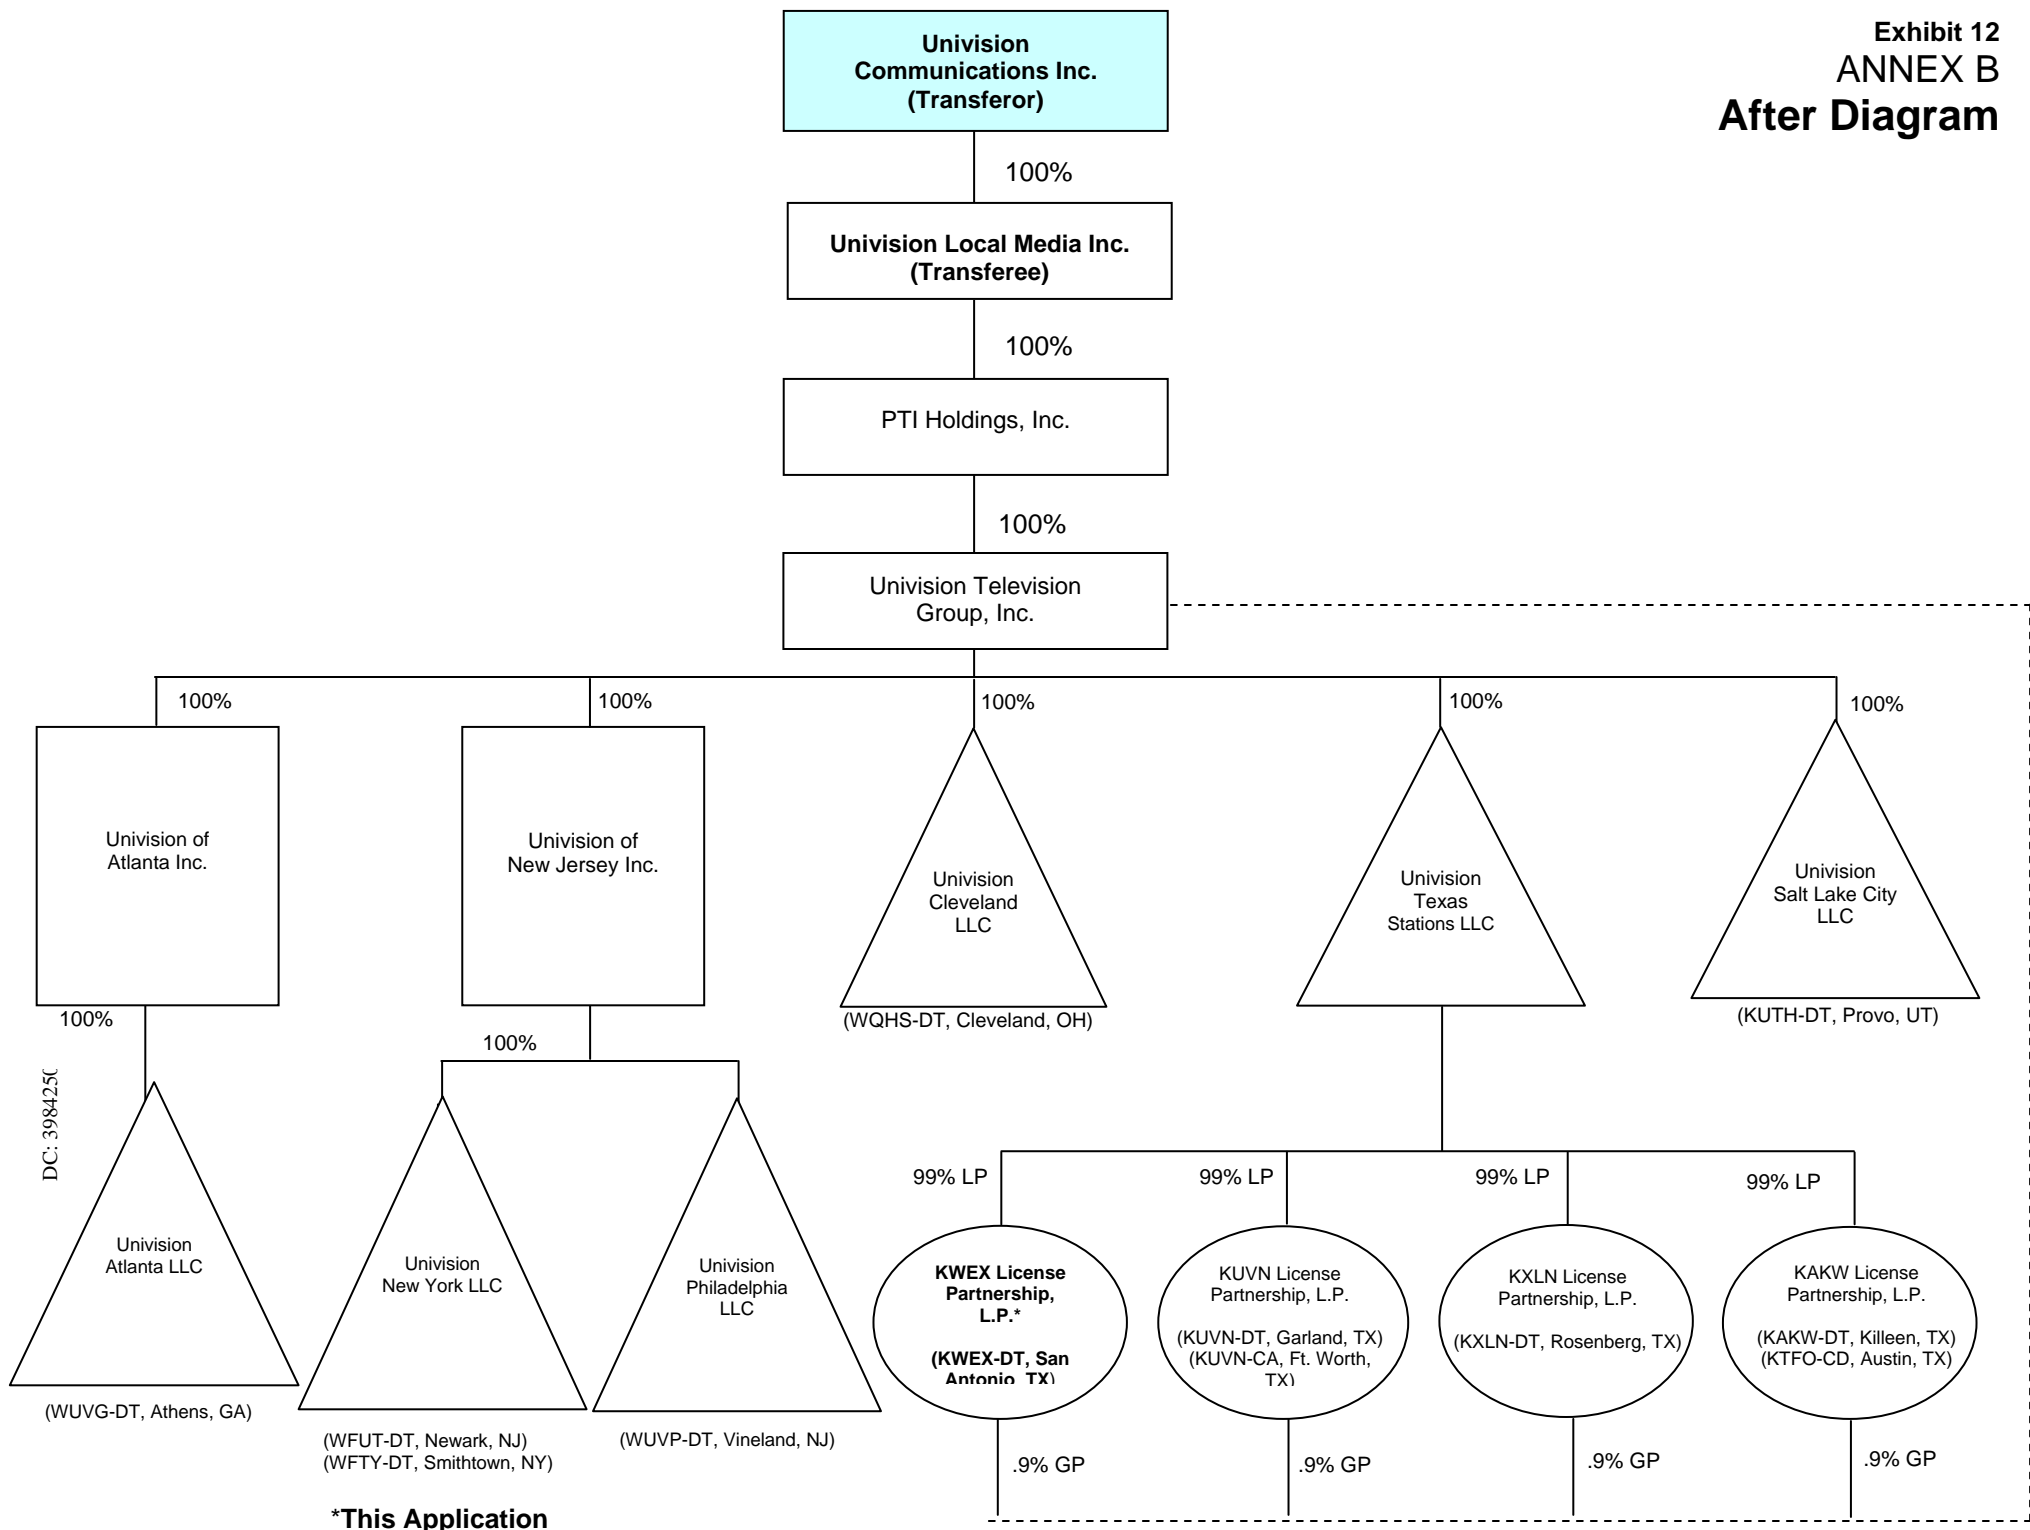 Exhibit 12
ANNEX B
After Diagram
Univision
Communications Inc.
(Transferor)
100%
Univision Local Media Inc.
(Transferee)
100%
PTI Holdings, Inc.
100%
Univision Television
Group, Inc.
100%
100%
100%
100%
100%
Univision of
Atlanta Inc.
Univision of
New Jersey Inc.
Univision
Cleveland
LLC
Univision
Texas
Stations LLC
Univision
Salt Lake City
LLC
100%
100%
(WQHS-DT, Cleveland, OH)
(KUTH-DT, Provo, UT)
DC: 3984250
99% LP
99% LP
99% LP
99% LP
Univision
Atlanta LLC
Univision
New York LLC
Univision
Philadelphia
LLC
KWEX License
Partnership,
L.P.*
(KWEX-DT, San
Antonio, TX)
KUVN License
Partnership, L.P.
(KUVN-DT, Garland, TX)
(KUVN-CA, Ft. Worth,
TX)
KXLN License
Partnership, L.P.
(KXLN-DT, Rosenberg, TX)
KAKW License
Partnership, L.P.
(KAKW-DT, Killeen, TX)
(KTFO-CD, Austin, TX)
(WUVG-DT, Athens, GA)
(WFUT-DT, Newark, NJ)
(WFTY-DT, Smithtown, NY)
(WUVP-DT, Vineland, NJ)
.9% GP
.9% GP
.9% GP
.9% GP
*This Application